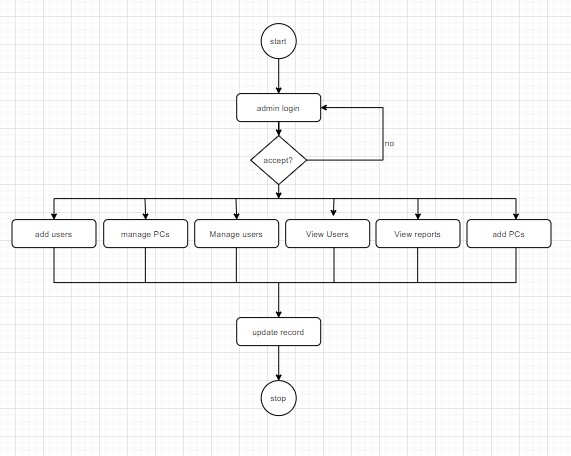 start
admin login
no
accept?
add users
manage PCs
Manage users
View Users
View reports
add PCs
update record
stop